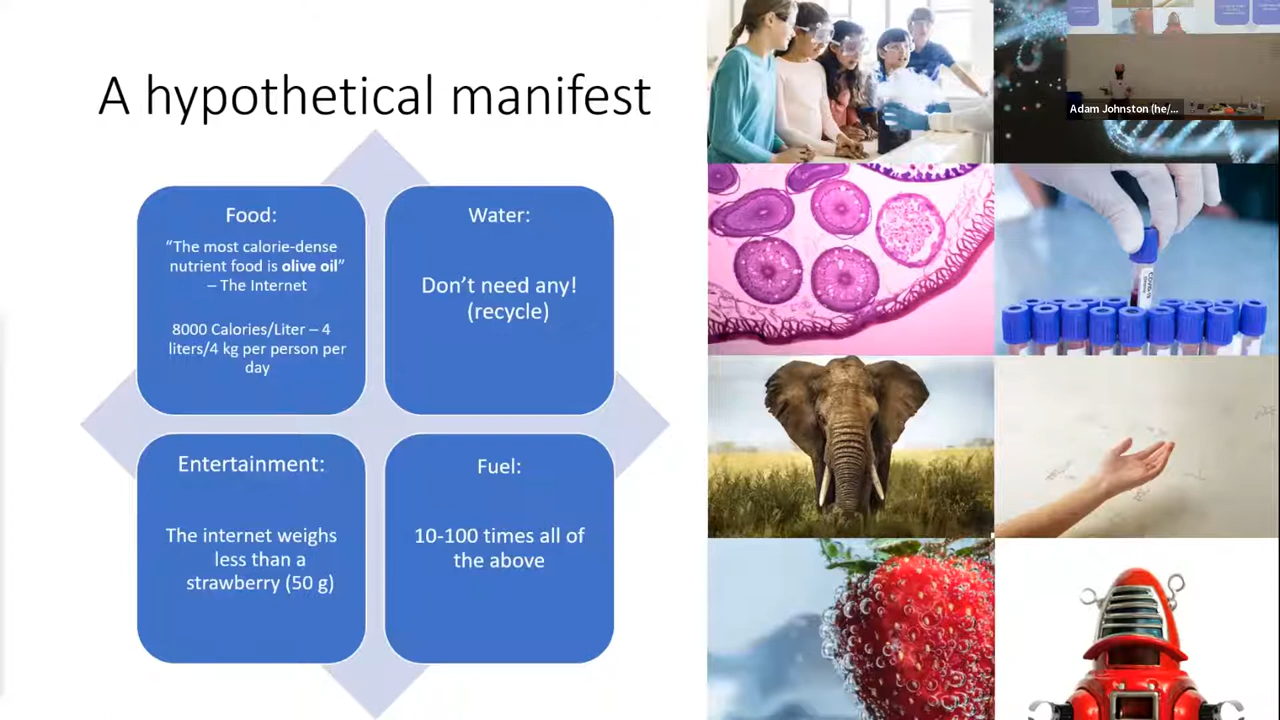 A hypothetical manifest
Food:
“The most calorie-dense
nutrient food is olive oil”
– The Internet
8000 Calories/Liter – 4
liters/4 kg per person per
day
Water:
Don’t need any!
(recycle)
Entertainment:
The internet weighs
less than a
strawberry (50 g)
Fuel:
10-100 times all of
the above
Adam Johnston (he/...